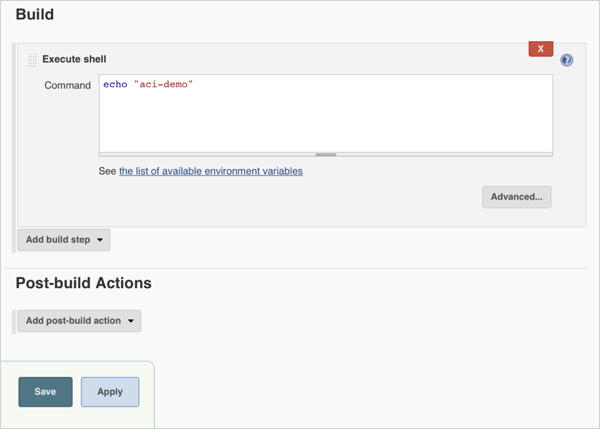 Build
X
Execute shell
Command
echo "aci-demo"
See the list of available environment variables
Advanced...
Add build step
Post-build Actions
Add post-build action
Save
Apply